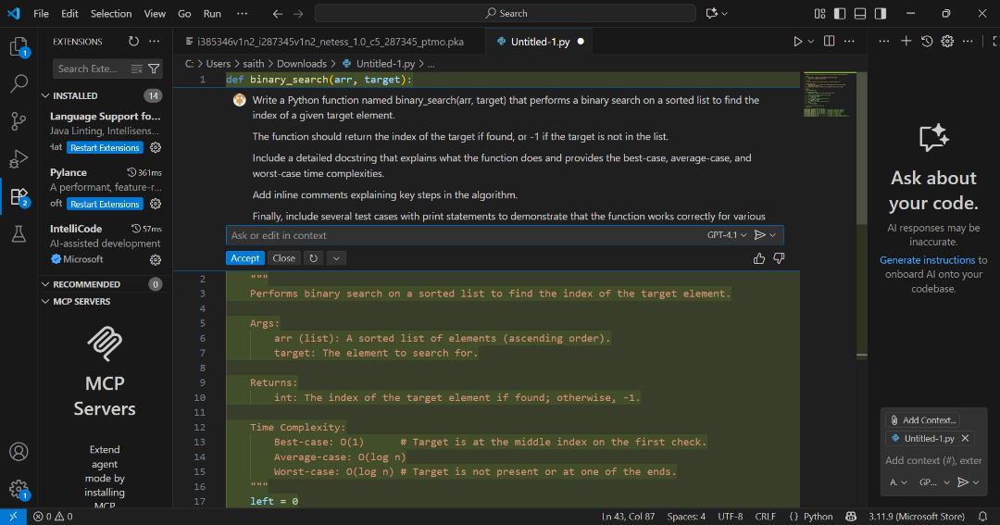 File Edit Selection View Go Run ··· Search
EXTENSIONS
Search Exte...
INSTALLED 14
Language Support fo...
Java Linting, Intellisens...
Hat Restart Extensions
Pylance 361ms
A performant, feature-r...
oft Restart Extensions
IntelliCode 57ms
AI-assisted development
Microsoft
RECOMMENDED 0
MCP SERVERS
MCP
Servers
Extend
agent
mode by
installing
MCP
1
2
1
i385346v1n2_i287345v1n2_netess_1.0_c5_287345_ptmo.pka Untitled-1.py
C: > Users > saith > Downloads > Untitled-1.py > ...
1 def binary_search(arr, target):
Write a Python function named binary_search(arr, target) that performs a binary search on a sorted list to find the
index of a given target element.
The function should return the index of the target if found, or -1 if the target is not in the list.
Include a detailed docstring that explains what the function does and provides the best-case, average-case, and
worst-case time complexities.
Add inline comments explaining key steps in the algorithm.
Finally, include several test cases with print statements to demonstrate that the function works correctly for various
Ask or edit in context GPT-4.1
Accept Close
2 """
3 Performs binary search on a sorted list to find the index of the target element.
4
5 Args:
6 arr (list): A sorted list of elements (ascending order).
7 target: The element to search for.
8
9 Returns:
10 int: The index of the target element if found; otherwise, -1.
11
12 Time Complexity:
13 Best-case: O(1) # Target is at the middle index on the first check.
14 Average-case: O(log n)
15 Worst-case: O(log n) # Target is not present or at one of the ends.
16 """
17 left = 0
Ask about
your code.
AI responses may be
inaccurate.
Generate instructions to
onboard AI onto your
codebase.
Add Context...
Untitled-1.py
Add context (#), exter
A. GP...
0 0 Ln 43, Col 87 Spaces: 4 UTF-8 CRLF {} Python 3.11.9 (Microsoft Store)